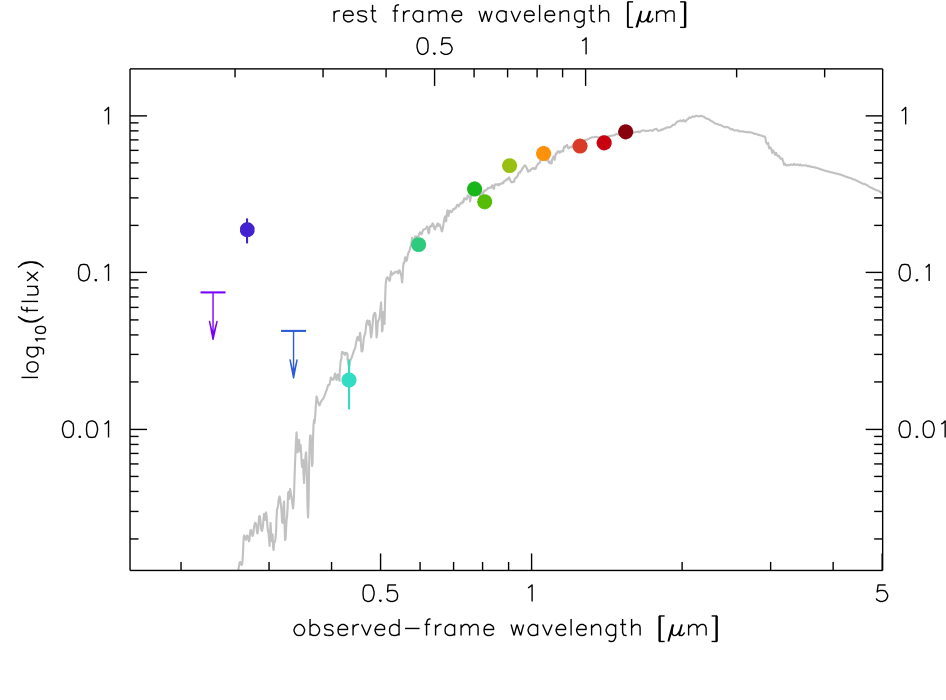 rest frame wavelength [μm]
0.5 1
1 1
0.1 0.1
0.01 0.01
log10(flux)
0.5 1 5
observed-frame wavelength [μm]